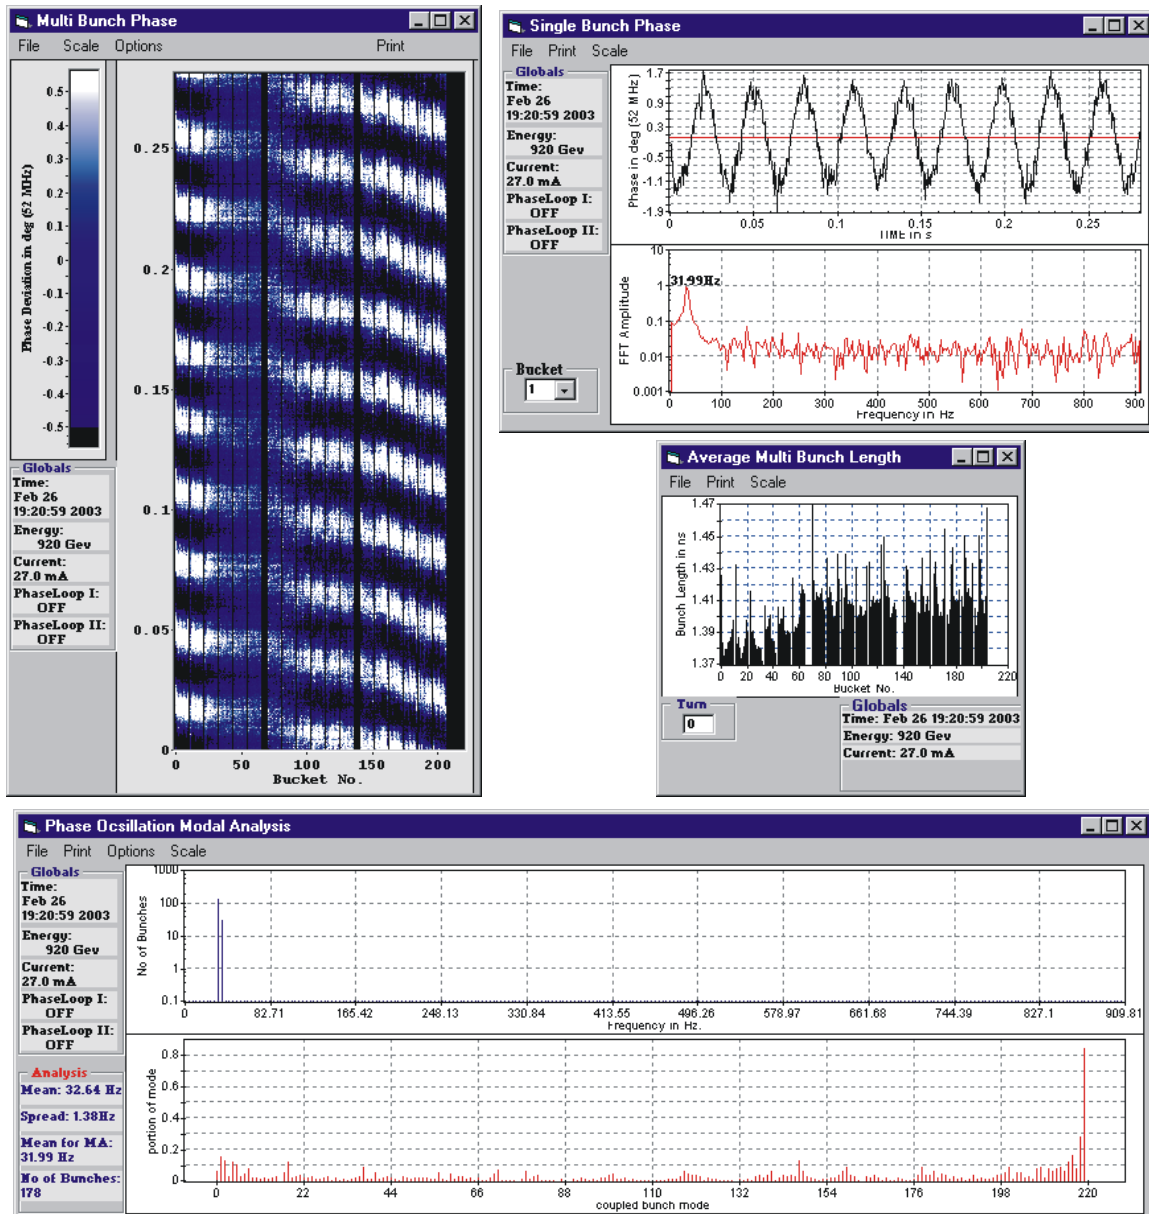 Multi Bunch Phase
File Scale Options Print
Phase Deviation in deg (52 MHz)
0.5
0.4
0.3
0.2
0.1
0
-0.1
-0.2
-0.3
-0.4
-0.5
0.25
0.2
0.15
0.1
0.05
0
0 50 100 150 200
Bucket No.
Globals
Time:
Feb 26
19:20:59 2003
Energy:
920 Gev
Current:
27.0 mA
PhaseLoop I:
OFF
PhaseLoop II:
OFF
Single Bunch Phase
File Print Scale
Globals
Time:
Feb 26
19:20:59 2003
Energy:
920 Gev
Current:
27.0 mA
PhaseLoop I:
OFF
PhaseLoop II:
OFF
Bucket
1
Phase in deg (52 MHz)
1.7
0.9
0.3
-0.5
-1.1
-1.9
0 0.05 0.1 0.15 0.2 0.25
TIME in s
FFT Amplitude
10
1
0.1
0.01
0.001
31.99Hz
0 100 200 300 400 500 600 700 800 900
Frequency in Hz
Average Multi Bunch Length
File Print Scale
Bunch Length in ns
1.47
1.45
1.43
1.41
1.39
1.37
0 20 40 60 80 100 120 140 160 180 200 220
Bucket No.
Turn
0
Globals
Time: Feb 26 19:20:59 2003
Energy: 920 GeV
Current: 27.0 mA
Phase Ocsillation Modal Analysis
File Print Options Scale
Globals
Time:
Feb 26
19:20:59 2003
Energy:
920 Gev
Current:
27.0 mA
PhaseLoop I:
OFF
PhaseLoop II:
OFF
Analysis
Mean: 32.64 Hz
Spread: 1.38Hz
Mean for MA:
31.99 Hz
No of Bunches:
178
No of Bunches
1000
100
10
1
0.1
0 82.71 165.42 248.13 330.84 413.55 496.26 578.97 661.68 744.39 827.1 909.81
Frequency in Hz.
portion of mode
0.8
0.6
0.4
0.2
0
0 22 44 66 88 110 132 154 176 198 220
coupled bunch mode